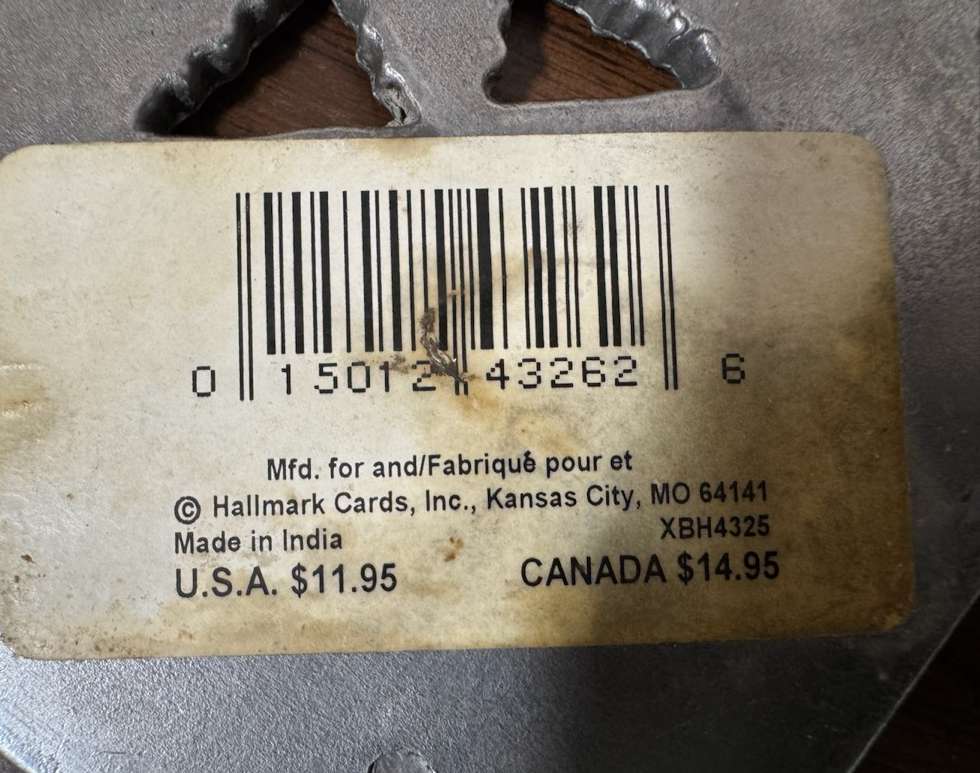 0 15012 43262 6
Mfd. for and/Fabriqué pour et
© Hallmark Cards, Inc., Kansas City, MO 64141
Made in India XBH4325
U.S.A. $11.95 CANADA $14.95